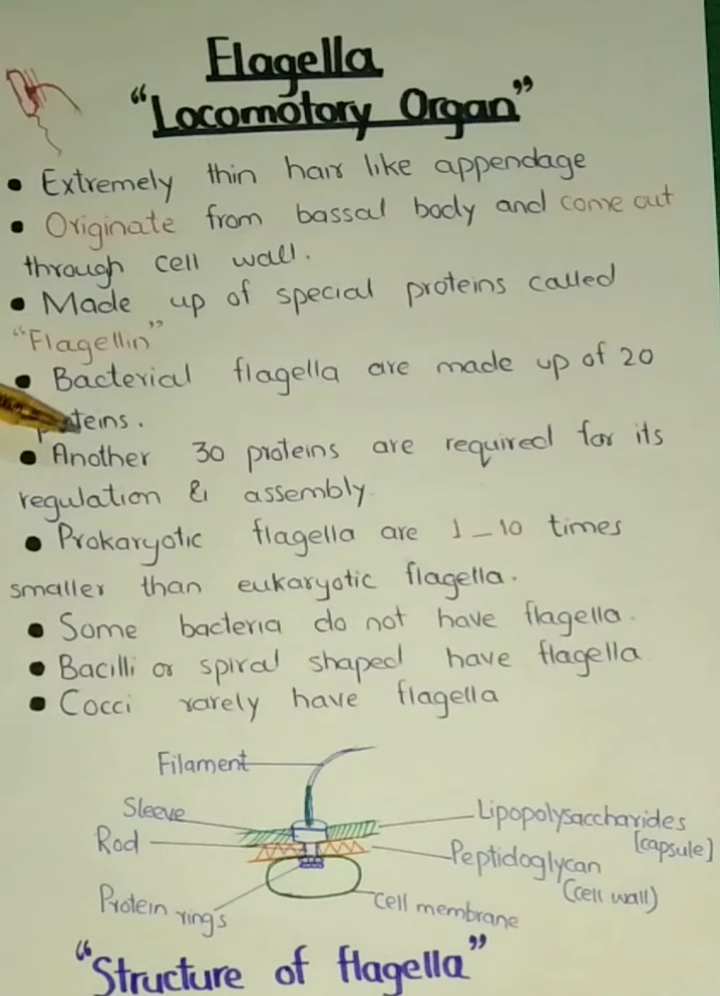 Flagella
"Locomotory Organ"
• Extremely thin hair like appendage
• Originate from bassal body and come out
through cell wall.
• Made up of special proteins called
"Flagellin"
• Bacterial flagella are made up of 20
proteins.
• Another 30 proteins are required for its
regulation & assembly.
• Prokaryotic flagella are 1-10 times
smaller than eukaryotic flagella.
• Some bacteria do not have flagella.
• Bacilli or spiral shaped have flagella
• Cocci rarely have flagella
Filament
Sleeve
Lipopolysaccharides
[capsule]
Rod
Peptidoglycan
(cell wall)
Protein rings
cell membrane
"Structure of flagella"